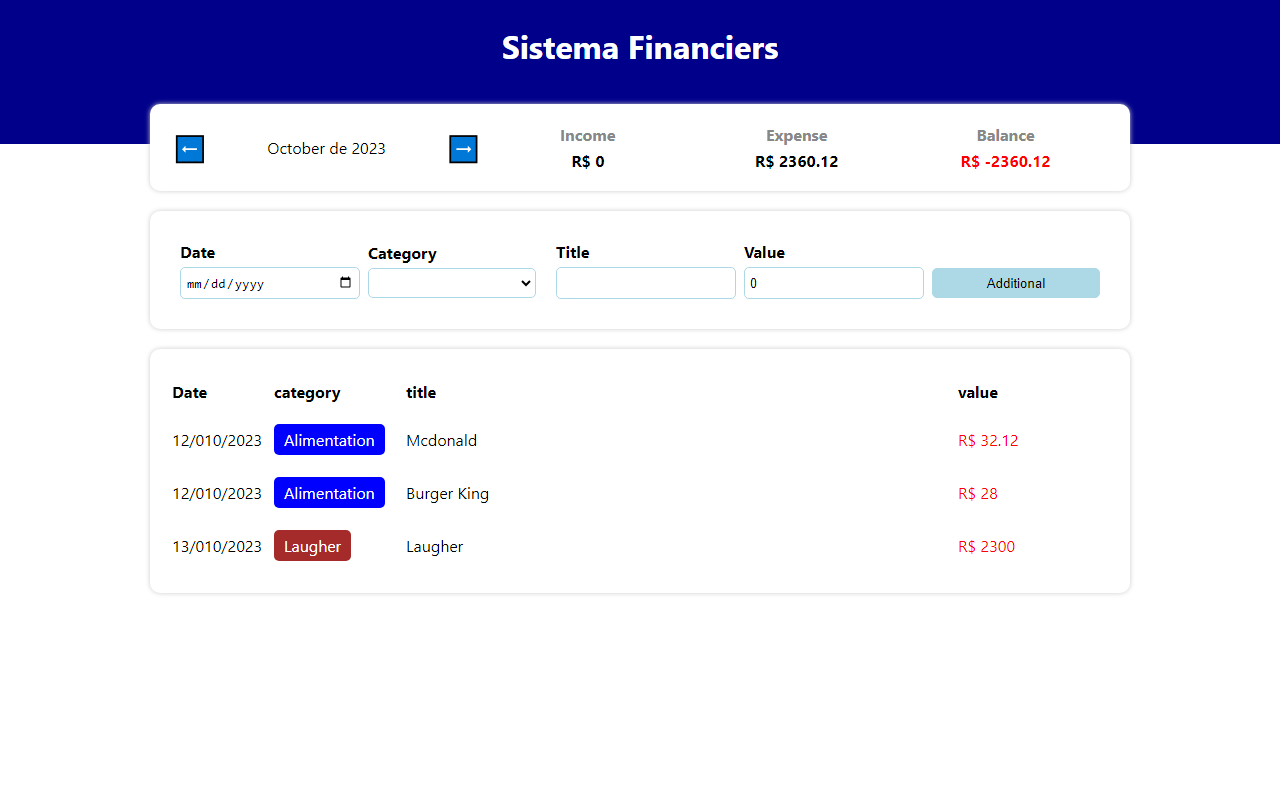 Sistema Financiers
← October de 2023 →
Income Expense Balance
R$ 0 R$ 2360.12 R$ -2360.12
Date Category Title Value
mm/dd/yyyy 0 Additional
Date category title value
12/010/2023 Alimentation Mcdonald R$ 32.12
12/010/2023 Alimentation Burger King R$ 28
13/010/2023 Laugher Laugher R$ 2300